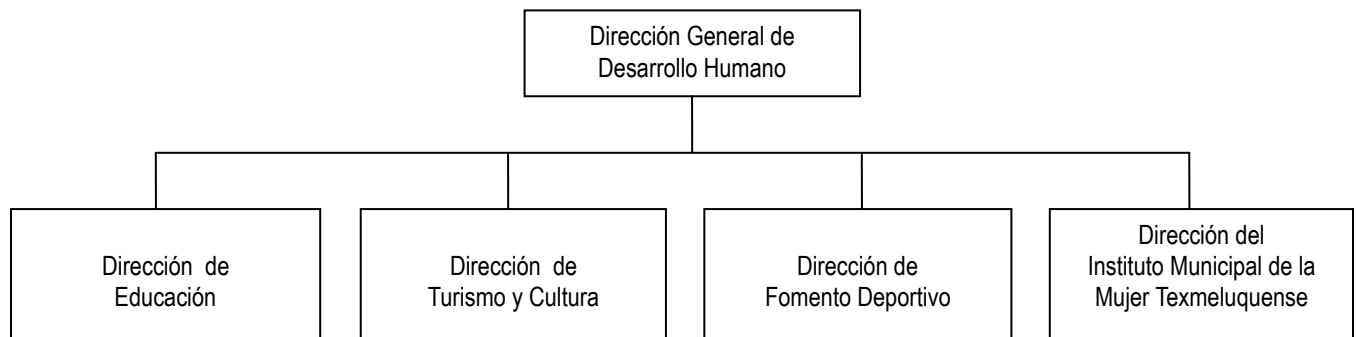 Dirección General de
Desarrollo Humano
Dirección de
Educación
Dirección de
Turismo y Cultura
Dirección de
Fomento Deportivo
Dirección del
Instituto Municipal de la
Mujer Texmeluquense